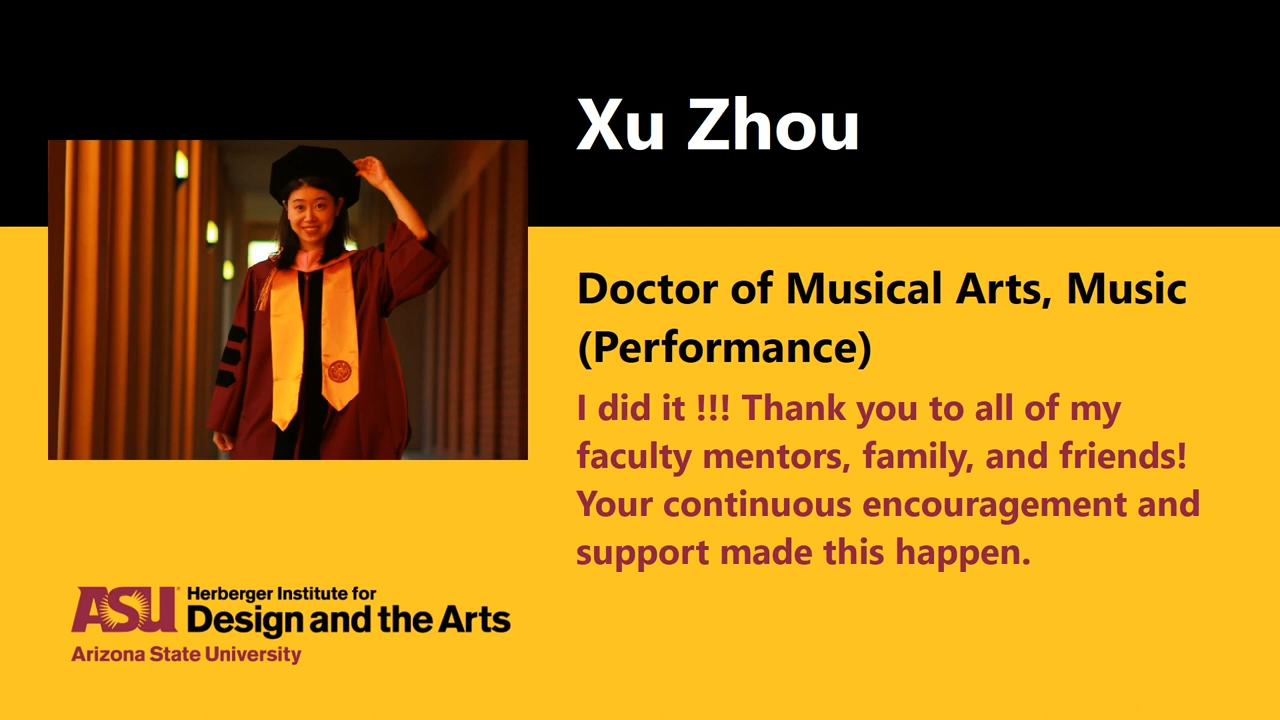 Xu Zhou
Doctor of Musical Arts, Music
(Performance)
I did it !!! Thank you to all of my
faculty mentors, family, and friends!
Your continuous encouragement and
support made this happen.
ASU Herberger Institute for
Design and the Arts
Arizona State University